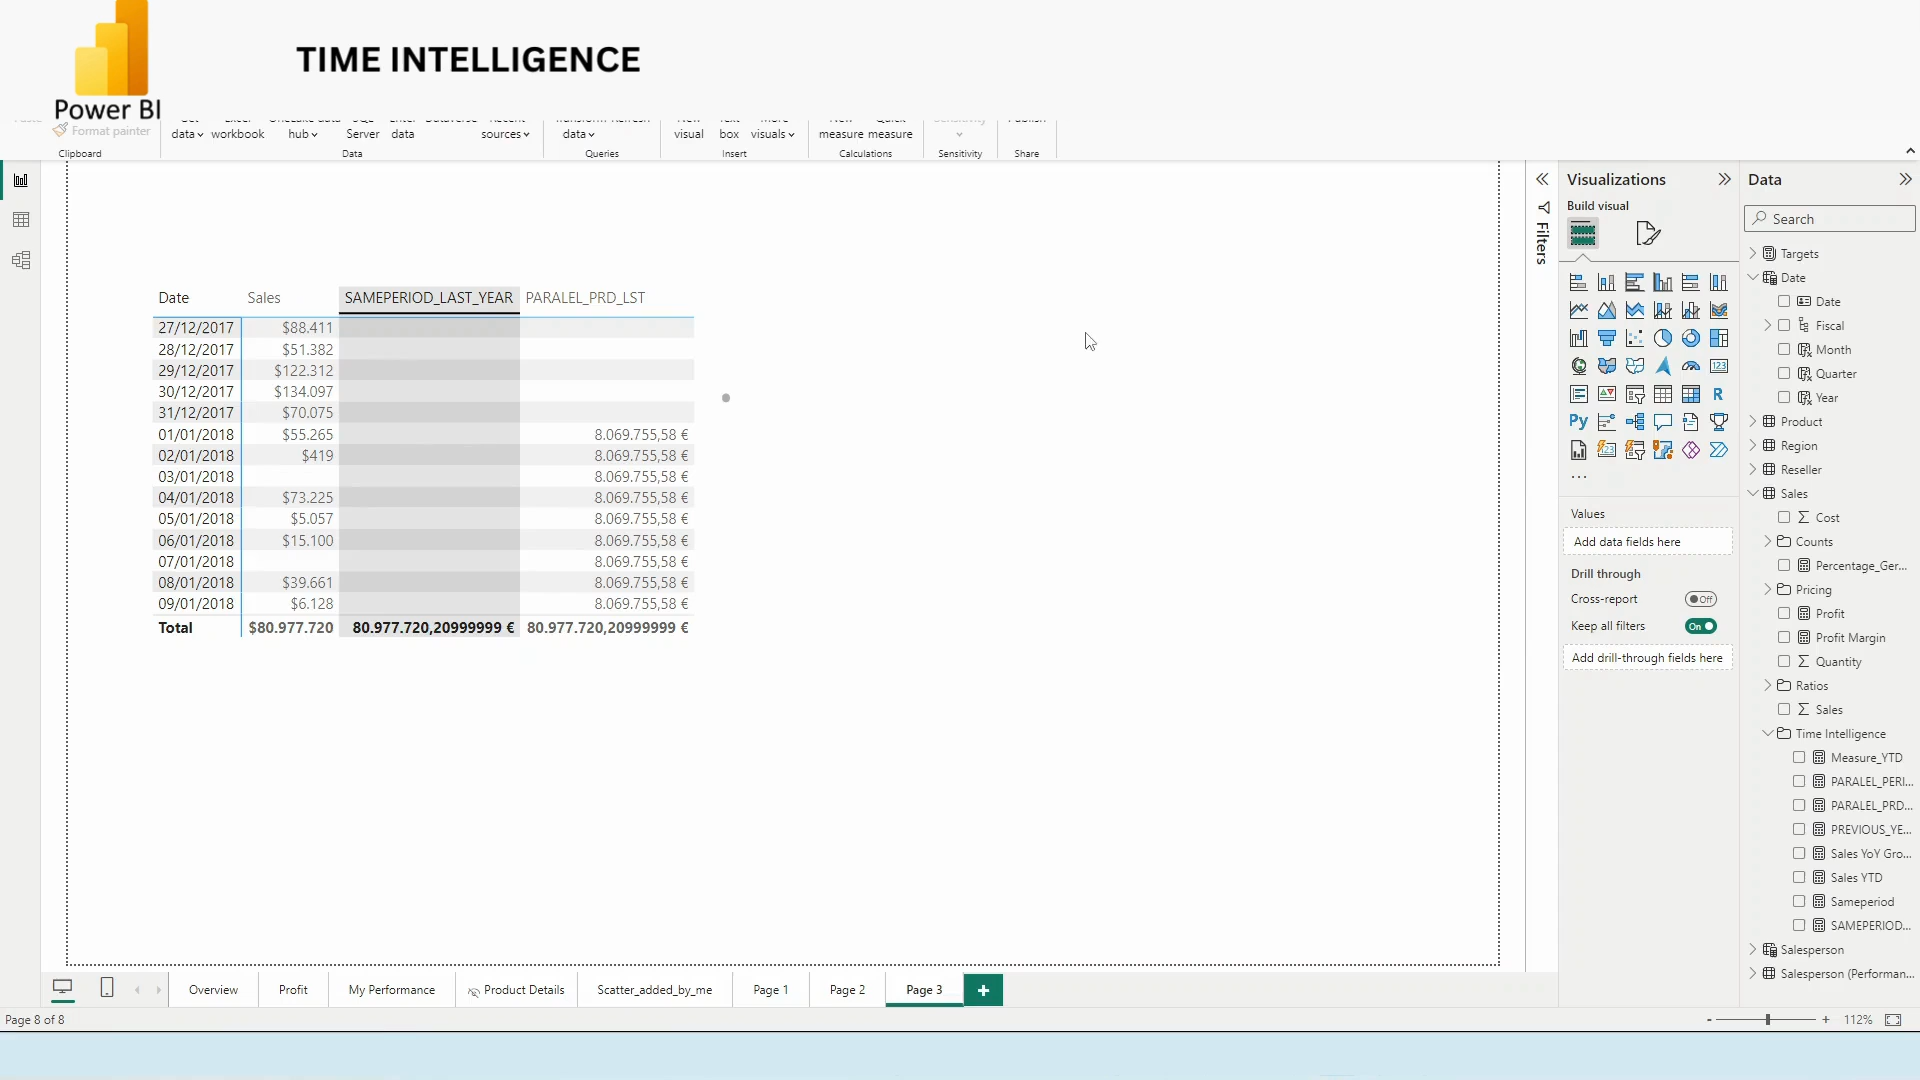 TIME INTELLIGENCE
Power BI
Format painter
data workbook hub Server data sources data visual box visuals measure measure
Clipboard Data Queries Insert Calculations Sensitivity Share
Visualizations
Data
Build visual
Search
Filters
Date Sales SAMEPERIOD_LAST_YEAR PARALEL_PRD_LST
27/12/2017 $88.411
28/12/2017 $51.382
29/12/2017 $122.312
30/12/2017 $134.097
31/12/2017 $70.075
01/01/2018 $55.265 8.069.755,58 €
02/01/2018 $419 8.069.755,58 €
03/01/2018 8.069.755,58 €
04/01/2018 $73.225 8.069.755,58 €
05/01/2018 $5.057 8.069.755,58 €
06/01/2018 $15.100 8.069.755,58 €
07/01/2018 8.069.755,58 €
08/01/2018 $39.661 8.069.755,58 €
09/01/2018 $6.128 8.069.755,58 €
Total $80.977.720 80.977.720,20999999 € 80.977.720,20999999 €
R
Py
123
...
Values
Add data fields here
Drill through
Cross-report Off
Keep all filters On
Add drill-through fields here
Targets
Date
Date
Fiscal
Month
Quarter
Year
Product
Region
Reseller
Sales
Cost
Counts
Percentage_Ger...
Pricing
Profit
Profit Margin
Quantity
Ratios
Sales
Time Intelligence
Measure_YTD
PARALEL_PERI...
PARALEL_PRD...
PREVIOUS_YE...
Sales YoY Gro...
Sales YTD
Sameperiod
SAMEPERIOD...
Salesperson
Salesperson (Performan...
Overview Profit My Performance Product Details Scatter_added_by_me Page 1 Page 2 Page 3 +
Page 8 of 8
- + 112%